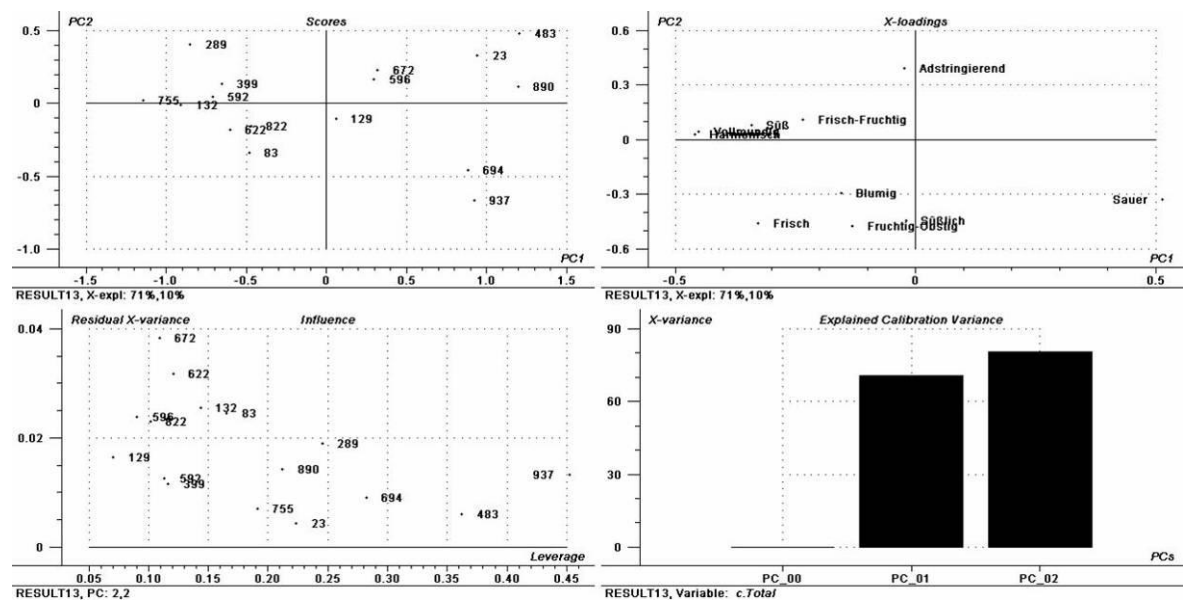 PC2 Scores
0.5
0
-0.5
-1.0
289
483
23
672
596
890
399
592
755
132
129
822
622
83
694
937
PC1
-1.5 -1.0 -0.5 0 0.5 1.0 1.5
RESULT13, X-expl: 71%,10%
PC2 X-loadings
0.6
0.3
0
-0.3
-0.6
Adstringierend
Frisch-Fruchtig
Süß
Vollmundig
Harmonisch
Blumig
Sauer
Süßlich
Frisch
Fruchtig-Obstig
PC1
-0.5 0 0.5
RESULT13, X-expl: 71%,10%
Residual X-variance Influence
0.04
0.02
0
672
622
132
83
596
822
289
129
890
937
592
399
694
755
483
23
Leverage
0.05 0.10 0.15 0.20 0.25 0.30 0.35 0.40 0.45
RESULT13, PC: 2,2
X-variance Explained Calibration Variance
90
60
30
0
PCs
PC_00 PC_01 PC_02
RESULT13, Variable: c.Total